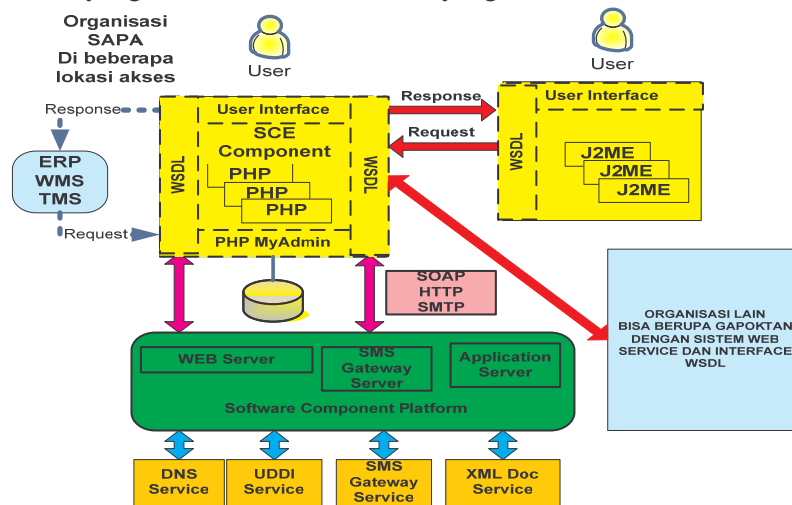 Organisasi
SAPA
Di beberapa
lokasi akses
User
User
Response
User Interface
SCE
Component
PHP
PHP
PHP
PHP MyAdmin
WSDL
WSDL
ERP
WMS
TMS
Request
Response
Request
User Interface
WSDL
J2ME
J2ME
J2ME
SOAP
HTTP
SMTP
ORGANISASI LAIN
BISA BERUPA GAPOKTAN
DENGAN SISTEM WEB
SERVICE DAN INTERFACE
WSDL
WEB Server
SMS
Gateway
Server
Application
Server
Software Component Platform
DNS
Service
UDDI
Service
SMS
Gateway
Service
XML Doc
Service